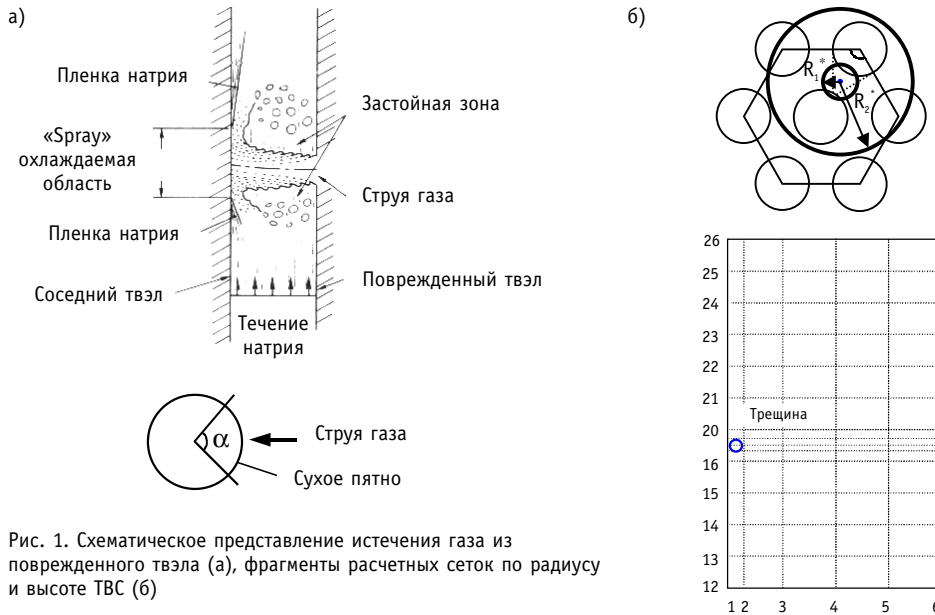 а)
Пленка натрия
«Spray»
охлаждаемая
область
Пленка натрия
Соседний твэл
Застойная зона
Струя газа
Поврежденный твэл
Течение
натрия
α
Струя газа
Сухое пятно
Рис. 1. Схематическое представление истечения газа из
поврежденного твэла (а), фрагменты расчетных сеток по радиусу
и высоте ТВС (б)
б)
R1*
R2*
26
25
24
23
22
21
20
16
15
14
13
12
Трещина
1 2 3 4 5 6